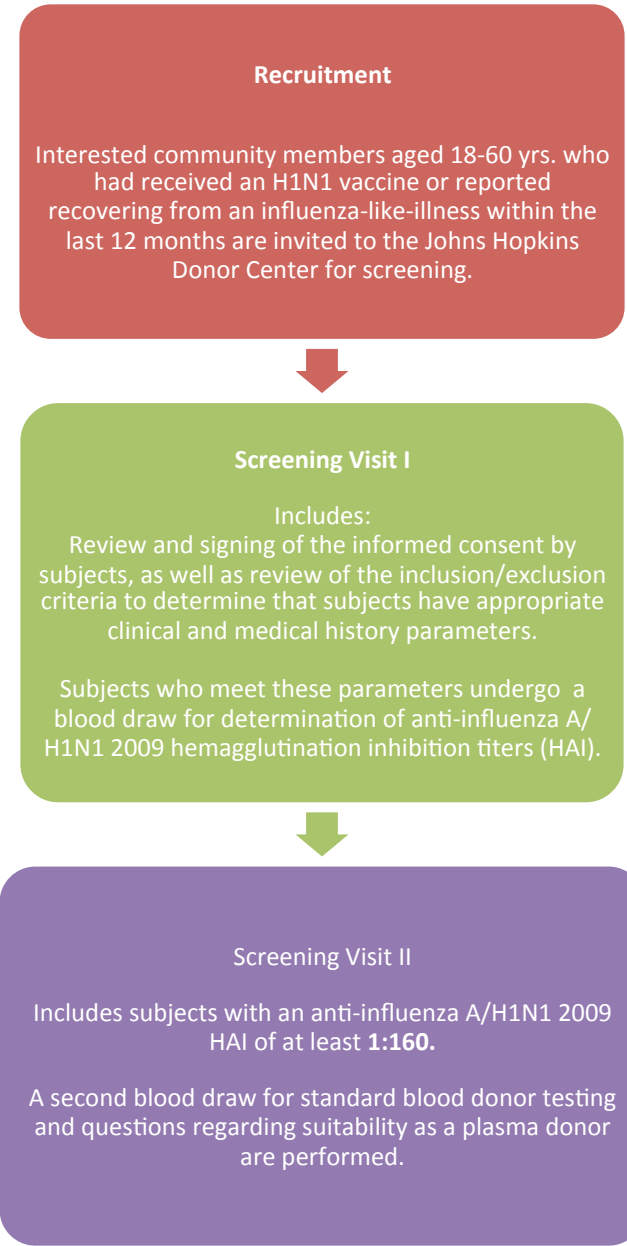 Recruitment
Interested community members aged 18-60 yrs. who
had received an H1N1 vaccine or reported
recovering from an influenza-like-illness within the
last 12 months are invited to the Johns Hopkins
Donor Center for screening.
Screening Visit I
Includes:
Review and signing of the informed consent by
subjects, as well as review of the inclusion/exclusion
criteria to determine that subjects have appropriate
clinical and medical history parameters.
Subjects who meet these parameters undergo a
blood draw for determination of anti-influenza A/
H1N1 2009 hemagglutination inhibition titers (HAI).
Screening Visit II
Includes subjects with an anti-influenza A/H1N1 2009
HAI of at least 1:160.
A second blood draw for standard blood donor testing
and questions regarding suitability as a plasma donor
are performed.